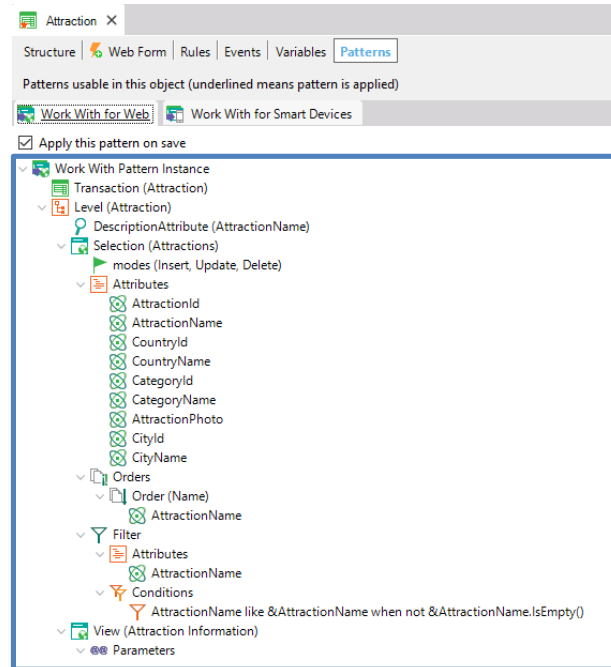 Attraction
Structure Web Form Rules Events Variables Patterns
Patterns usable in this object (underlined means pattern is applied)
Work With for Web Work With for Smart Devices
Apply this pattern on save
Work With Pattern Instance
Transaction (Attraction)
Level (Attraction)
DescriptionAttribute (AttractionName)
Selection (Attractions)
modes (Insert, Update, Delete)
Attributes
AttractionId
AttractionName
CountryId
CountryName
CategoryId
CategoryName
AttractionPhoto
CityId
CityName
Orders
Order (Name)
AttractionName
Filter
Attributes
AttractionName
Conditions
AttractionName like &AttractionName when not &AttractionName.IsEmpty()
View (Attraction Information)
Parameters